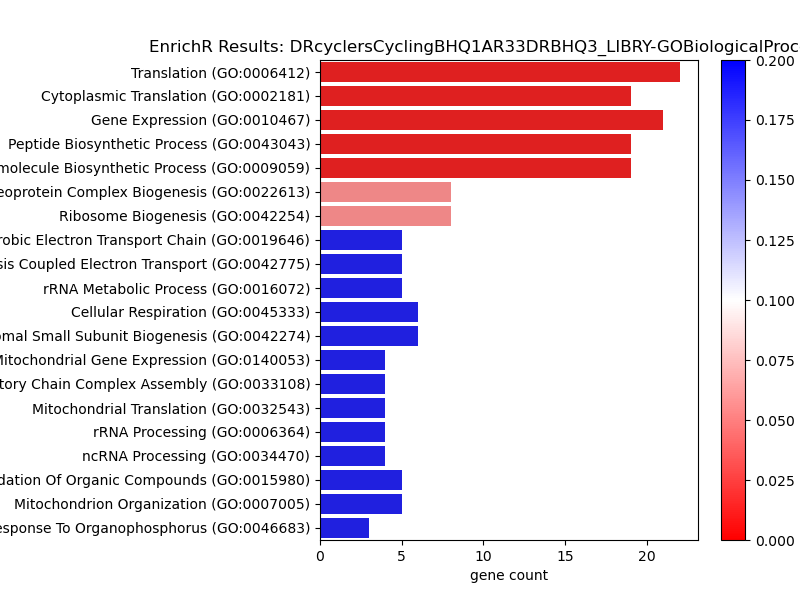 EnrichR Results: DRcyclersCyclingBHQ1AR33DRBHQ3_LIBRY-GOBiologicalProc
Translation (GO:0006412)
Cytoplasmic Translation (GO:0002181)
Gene Expression (GO:0010467)
Peptide Biosynthetic Process (GO:0043043)
molecule Biosynthetic Process (GO:0009059)
eoprotein Complex Biogenesis (GO:0022613)
Ribosome Biogenesis (GO:0042254)
robic Electron Transport Chain (GO:0019646)
sis Coupled Electron Transport (GO:0042775)
rRNA Metabolic Process (GO:0016072)
Cellular Respiration (GO:0045333)
omal Small Subunit Biogenesis (GO:0042274)
Mitochondrial Gene Expression (GO:0140053)
tory Chain Complex Assembly (GO:0033108)
Mitochondrial Translation (GO:0032543)
rRNA Processing (GO:0006364)
ncRNA Processing (GO:0034470)
dation Of Organic Compounds (GO:0015980)
Mitochondrion Organization (GO:0007005)
esponse To Organophosphorus (GO:0046683)
0 5 10 15 20
gene count
0.200
0.175
0.150
0.125
0.100
0.075
0.050
0.025
0.000